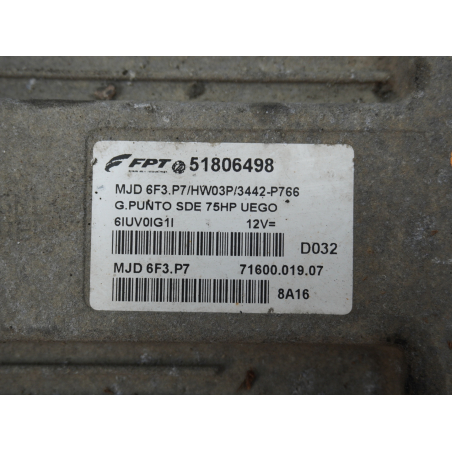 FPT 51806498
MJD 6F3.P7/HW03P/3442-P766
G.PUNTO SDE 75HP UEGO
6IUV0IG1I 12V=
D032
MJD 6F3.P7 71600.019.07
8A16